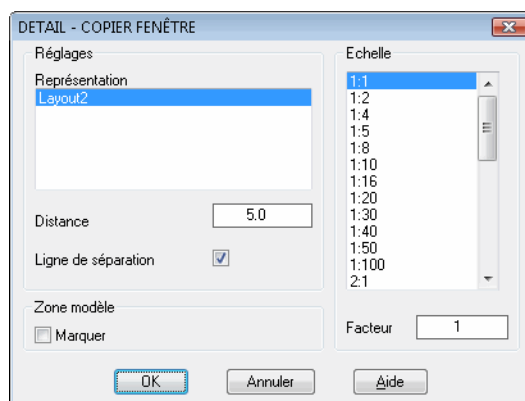 DETAIL - COPIER FENÊTRE
Réglages
Représentation
Layout2
Distance
5.0
Ligne de séparation
Zone modèle
Marquer
Echelle
1:1
1:2
1:4
1:5
1:8
1:10
1:16
1:20
1:30
1:40
1:50
1:100
2:1
Facteur
1
OK
Annuler
Aide